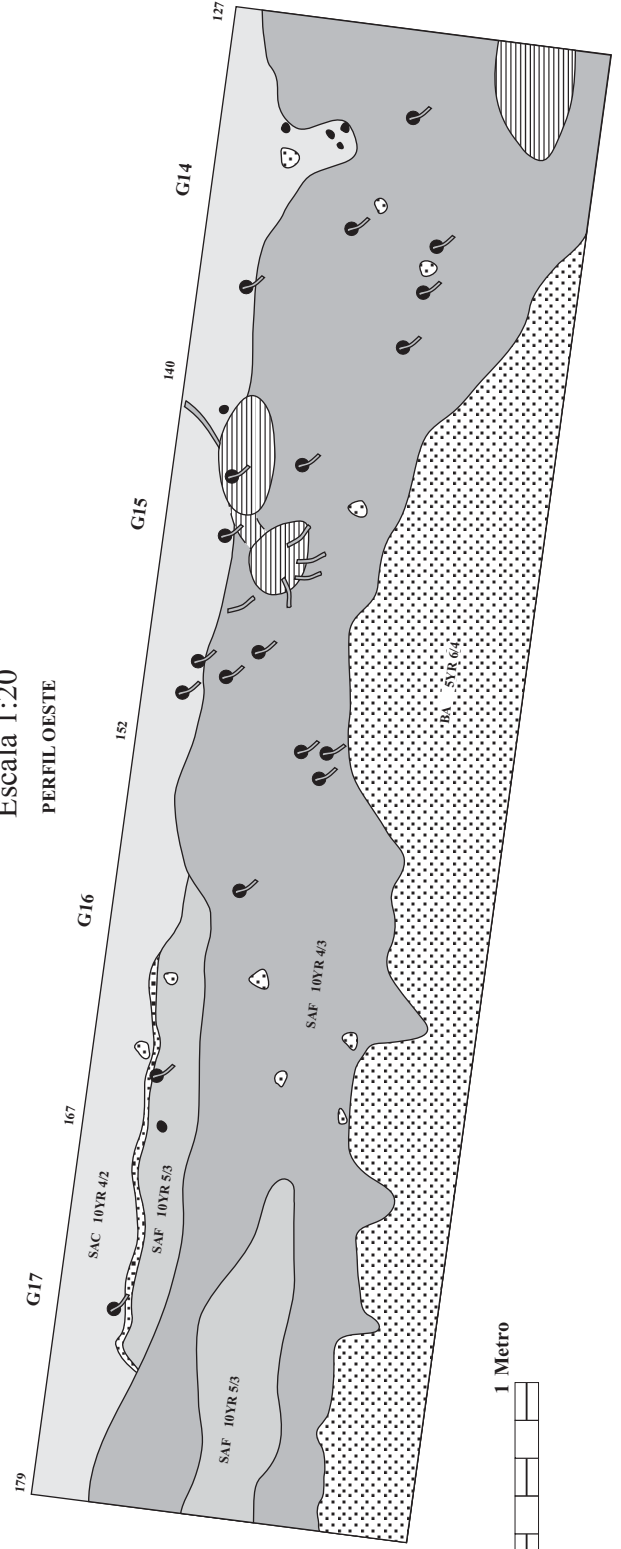 Escala 1:20
PERFIL OESTE
179
G17
167
G16
152
G15
140
G14
127
SAC 10YR 4/2
SAF 10YR 5/3
SAF 10YR 5/3
SAF 10YR 4/3
BA 5YR 6/4
1 Metro